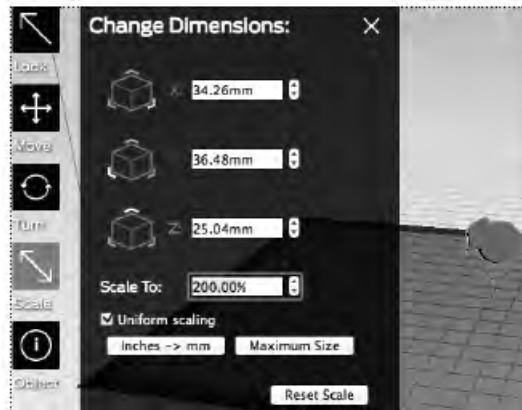 Change Dimensions:
Look
X: 34.26mm
Move
36.48mm
Turn
Z: 25.04mm
Scale To: 200.00%
Scale
Uniform scaling
Inches -> mm Maximum Size
Object
Reset Scale